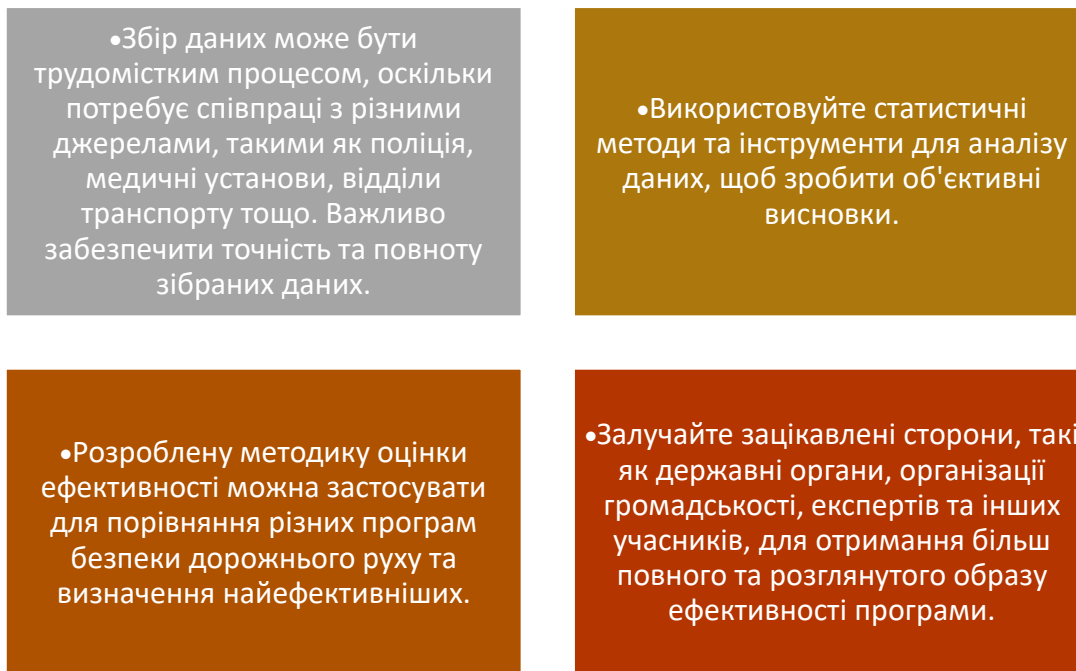 •Збір даних може бути
трудомістким процесом, оскільки
потребує співпраці з різними
джерелами, такими як поліція,
медичні установи, відділи
транспорту тощо. Важливо
забезпечити точність та повноту
зібраних даних.
•Використовуйте статистичні
методи та інструменти для аналізу
даних, щоб зробити об'єктивні
висновки.
•Розроблену методику оцінки
ефективності можна застосувати
для порівняння різних програм
безпеки дорожнього руху та
визначення найефективніших.
•Залучайте зацікавлені сторони, такі
як державні органи, організації
громадськості, експертів та інших
учасників, для отримання більш
повного та розглянутого образу
ефективності програми.